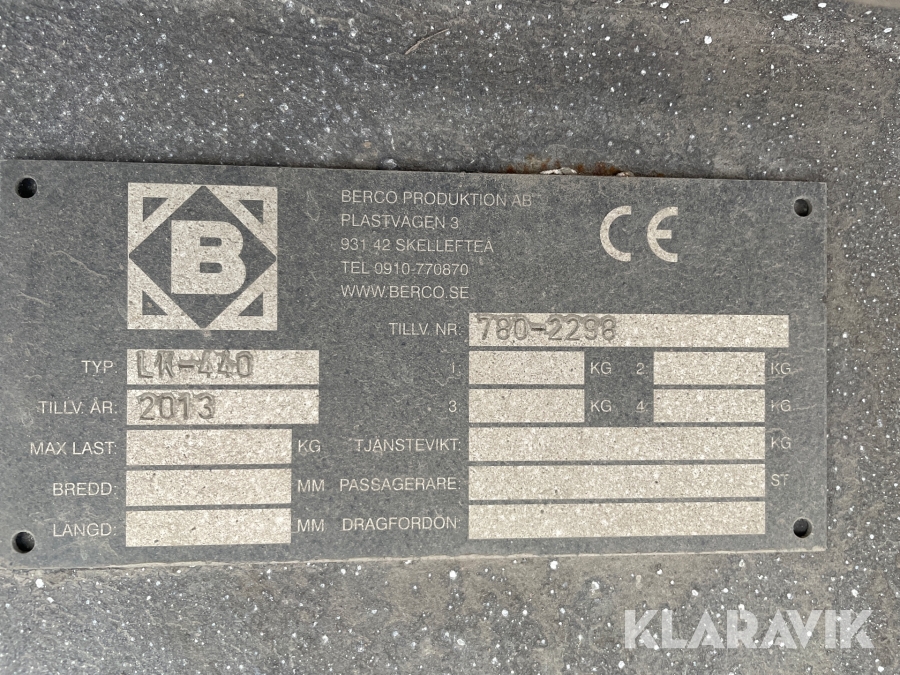 B
BERCO PRODUKTION AB
PLASTVÄGEN 3
931 42 SKELLEFTEÅ
TEL 0910-770870
WWW.BERCO.SE
CE
TILLV. NR: 780-2298
TYP LK-440 1. KG 2 KG
TILLV. ÅR: 2013 3 KG 4. KG
MAX LAST: KG TJÄNSTEVIKT: KG
BREDD: MM PASSAGERARE: ST
LÄNGD: MM DRAGFORDON:
KLARAVIK